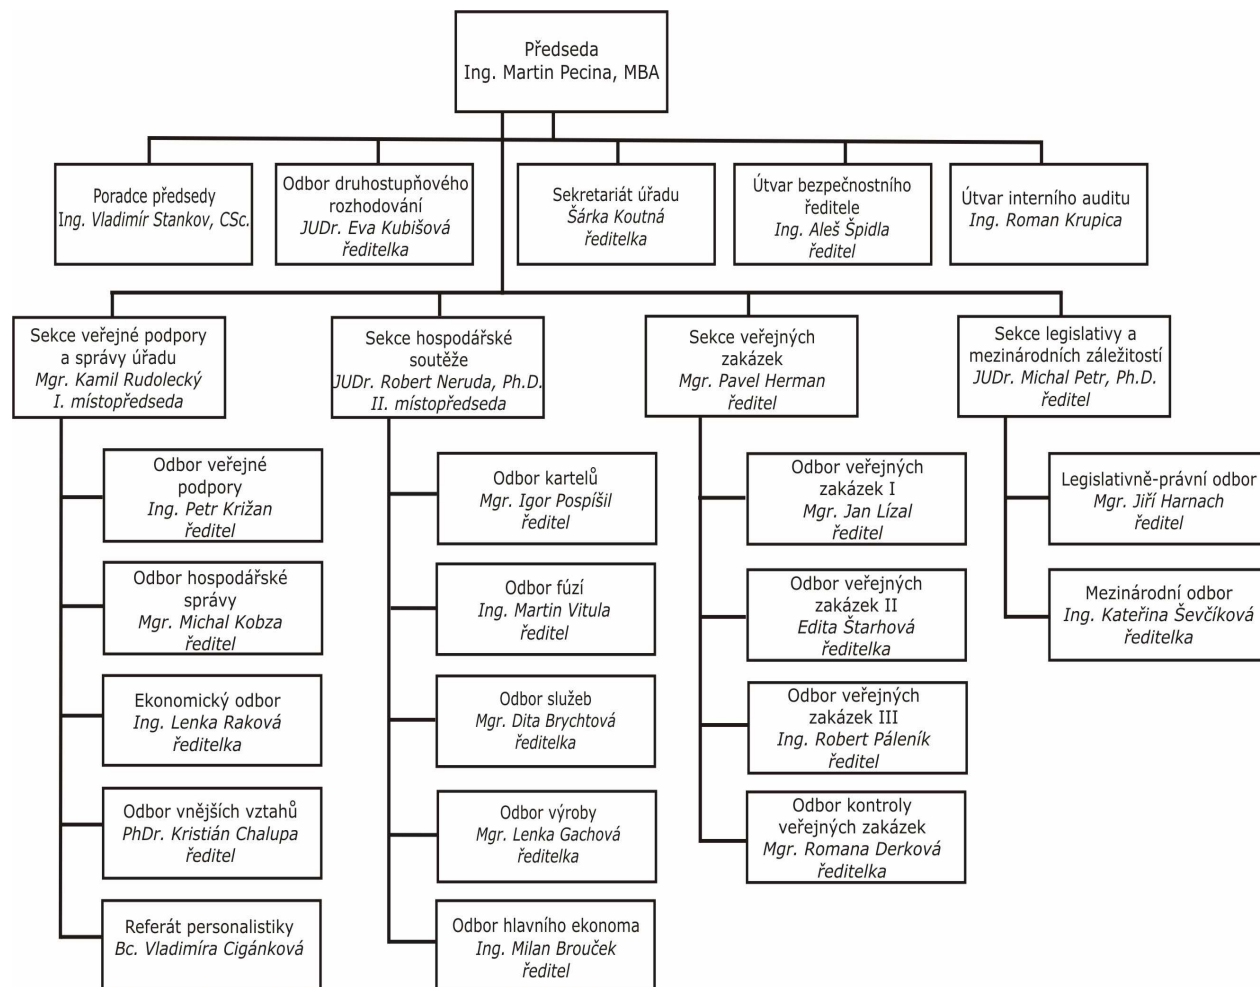 Předseda
Ing. Martin Pecina, MBA
Poradce předsedy
Ing. Vladimír Stankov, CSc.
Odbor druhostupňového
rozhodování
JUDr. Eva Kubišová
ředitelka
Sekretariát úřadu
Šárka Koutná
ředitelka
Útvar bezpečnostního
ředitele
Ing. Aleš Špidla
ředitel
Útvar interního auditu
Ing. Roman Krupica
Sekce veřejné podpory
a správy úřadu
Mgr. Kamil Rudolecký
I. místopředseda
Sekce hospodářské
soutěže
JUDr. Robert Neruda, Ph.D.
II. místopředseda
Sekce veřejných
zakázek
Mgr. Pavel Herman
ředitel
Sekce legislativy a
mezinárodních záležitostí
JUDr. Michal Petr, Ph.D.
ředitel
Odbor veřejné
podpory
Ing. Petr Križan
ředitel
Odbor hospodářské
správy
Mgr. Michal Kobza
ředitel
Ekonomický odbor
Ing. Lenka Raková
ředitelka
Odbor vnějších vztahů
PhDr. Kristián Chalupa
ředitel
Referát personalistiky
Bc. Vladimíra Cigánková
Odbor kartelů
Mgr. Igor Pospíšil
ředitel
Odbor fúzí
Ing. Martin Vitula
ředitel
Odbor služeb
Mgr. Dita Brychtová
ředitelka
Odbor výroby
Mgr. Lenka Gachová
ředitelka
Odbor hlavního ekonoma
Ing. Milan Brouček
ředitel
Odbor veřejných
zakázek I
Mgr. Jan Lízal
ředitel
Odbor veřejných
zakázek II
Edita Štarhová
ředitelka
Odbor veřejných
zakázek III
Ing. Robert Páleník
ředitel
Odbor kontroly
veřejných zakázek
Mgr. Romana Derková
ředitelka
Legislativně-právní odbor
Mgr. Jiří Harnach
ředitel
Mezinárodní odbor
Ing. Kateřina Ševčíková
ředitelka